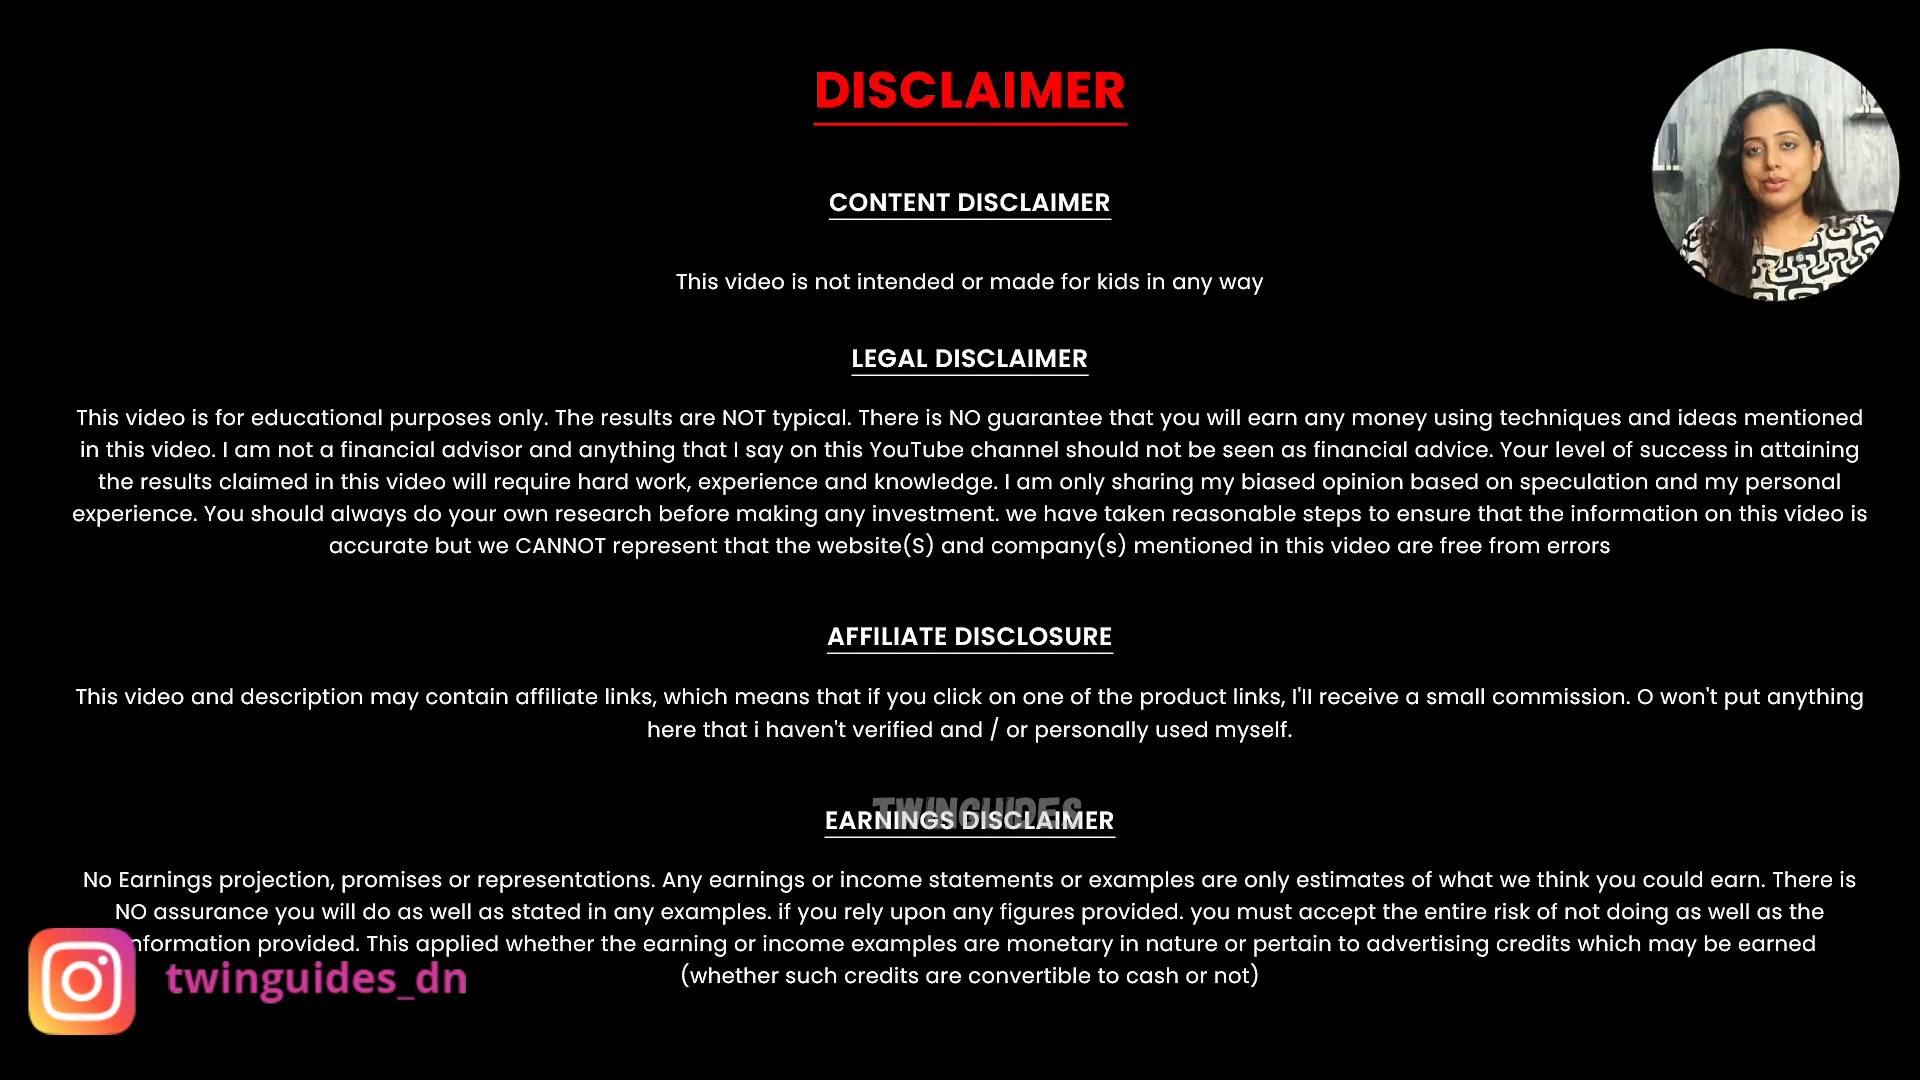 DISCLAIMER
CONTENT DISCLAIMER
This video is not intended or made for kids in any way
LEGAL DISCLAIMER
This video is for educational purposes only. The results are NOT typical. There is NO guarantee that you will earn any money using techniques and ideas mentioned
in this video. I am not a financial advisor and anything that I say on this YouTube channel should not be seen as financial advice. Your level of success in attaining
the results claimed in this video will require hard work, experience and knowledge. I am only sharing my biased opinion based on speculation and my personal
experience. You should always do your own research before making any investment. we have taken reasonable steps to ensure that the information on this video is
accurate but we CANNOT represent that the website(S) and company(s) mentioned in this video are free from errors
AFFILIATE DISCLOSURE
This video and description may contain affiliate links, which means that if you click on one of the product links, I'll receive a small commission. O won't put anything
here that i haven't verified and / or personally used myself.
TWINGUIDES
EARNINGS DISCLAIMER
No Earnings projection, promises or representations. Any earnings or income statements or examples are only estimates of what we think you could earn. There is
NO assurance you will do as well as stated in any examples. if you rely upon any figures provided. you must accept the entire risk of not doing as well as the
nformation provided. This applied whether the earning or income examples are monetary in nature or pertain to advertising credits which may be earned
(whether such credits are convertible to cash or not)
twinguides_dn